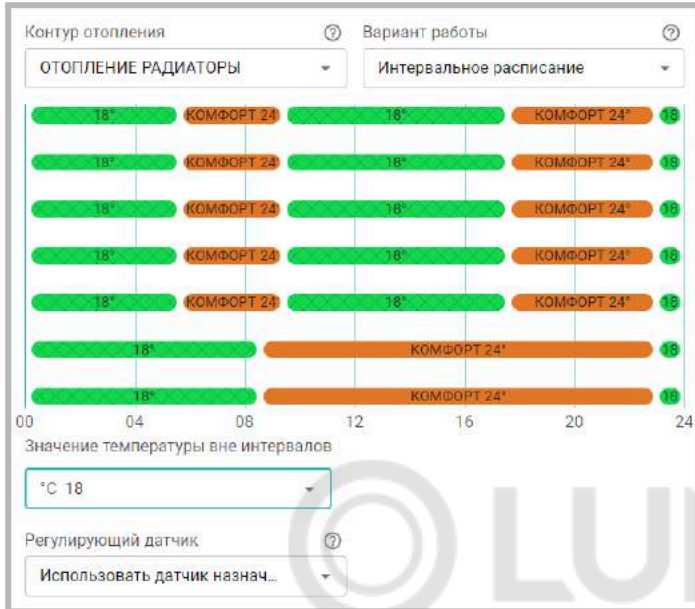 Контур отопления
Вариант работы
ОТОПЛЕНИЕ РАДИАТОРЫ
Интервальное расписание
18° КОМФОРТ 24° 18° КОМФОРТ 24° 18
18° КОМФОРТ 24 18° КОМФОРТ 24° 18
18° КОМФОРТ 24 18° КОМФОРТ 24° 18
18° КОМФОРТ 24 18° КОМФОРТ 24° 18
18° КОМФОРТ 24 18° КОМФОРТ 24° 18
18° КОМФОРТ 24° 18
18° КОМФОРТ 24° 18
00 04 08 12 16 20 24
Значение температуры вне интервалов
°C 18
Регулирующий датчик
Использовать датчик назнач...
LU